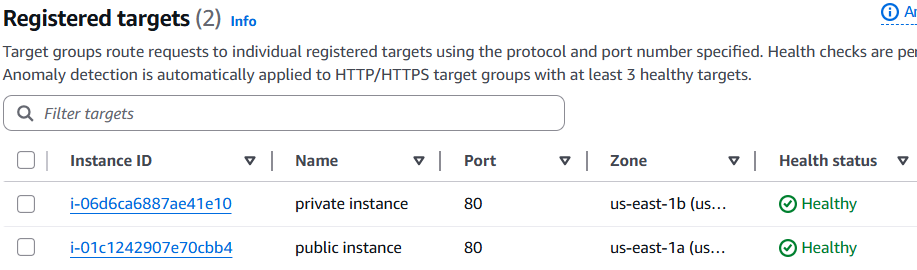 Registered targets (2) Info
An
Target groups route requests to individual registered targets using the protocol and port number specified. Health checks are per
Anomaly detection is automatically applied to HTTP/HTTPS target groups with at least 3 healthy targets.
Filter targets
Instance ID Name Port Zone Health status
i-06d6ca6887ae41e10 private instance 80 us-east-1b (us... Healthy
i-01c1242907e70cbb4 public instance 80 us-east-1a (us... Healthy